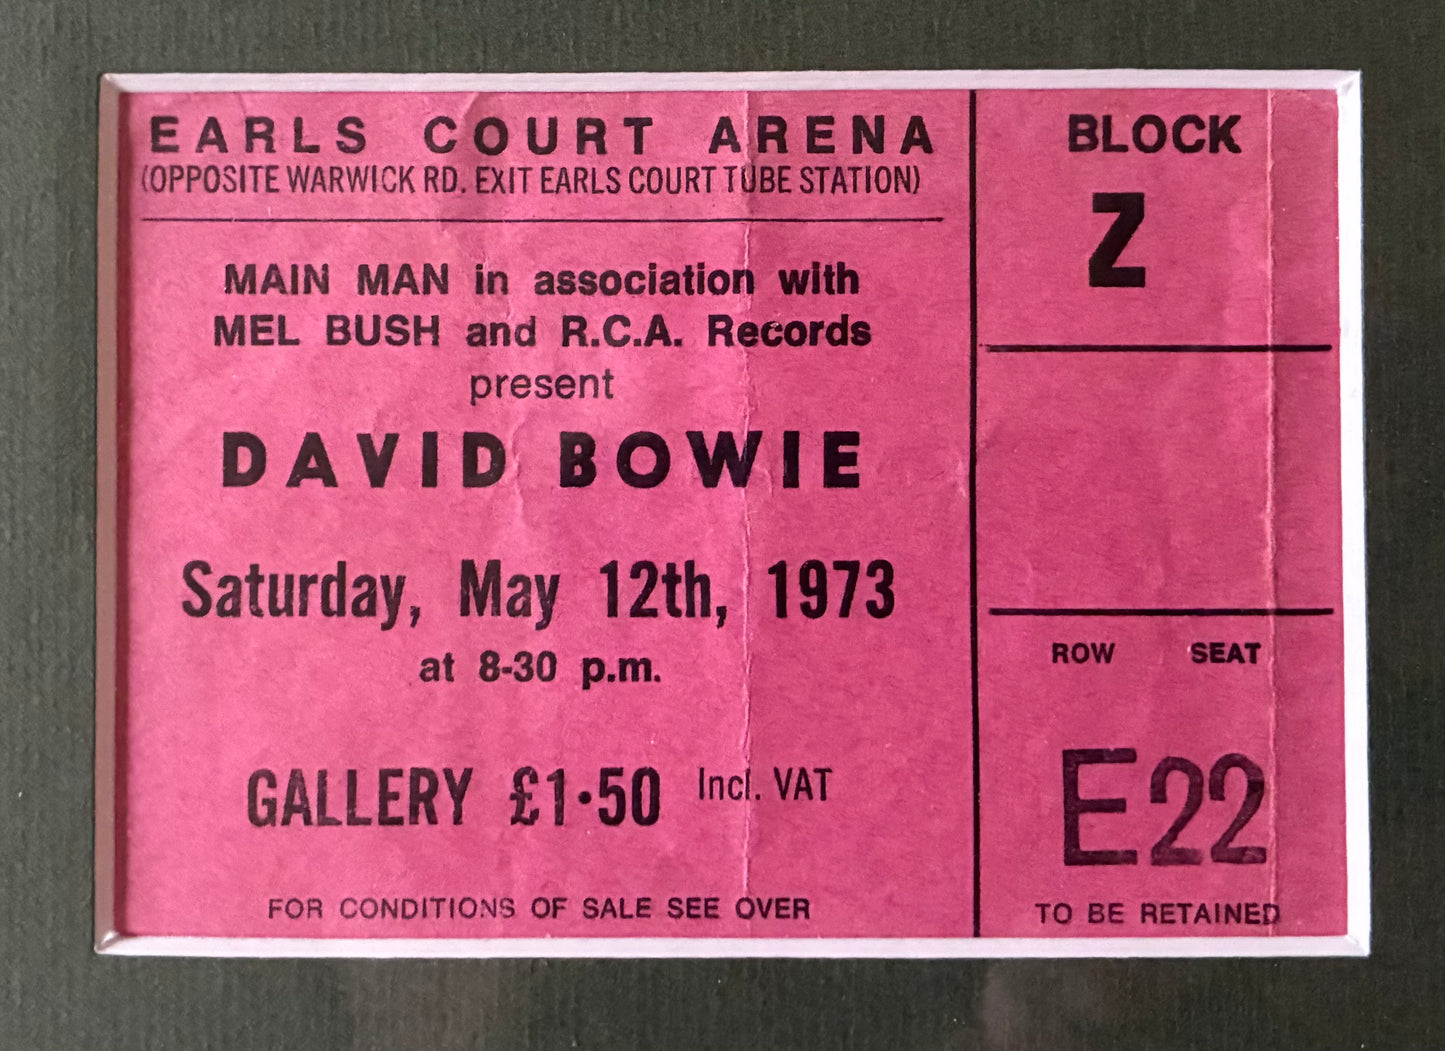 EARLS COURT ARENA
(OPPOSITE WARWICK RD. EXIT EARLS COURT TUBE STATION)
MAIN MAN in association with
MEL BUSH and R.C.A. Records
present
DAVID BOWIE
Saturday, May 12th, 1973
at 8-30 p.m.
GALLERY £1·50 Incl. VAT
FOR CONDITIONS OF SALE SEE OVER
BLOCK
Z
ROW SEAT
E22
TO BE RETAINED